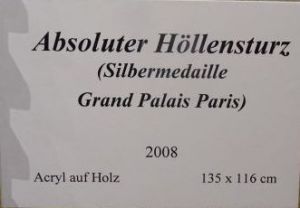 Absoluter Höllensturz
(Silbermedaille
Grand Palais Paris)
2008
Acryl auf Holz 135 x 116 cm